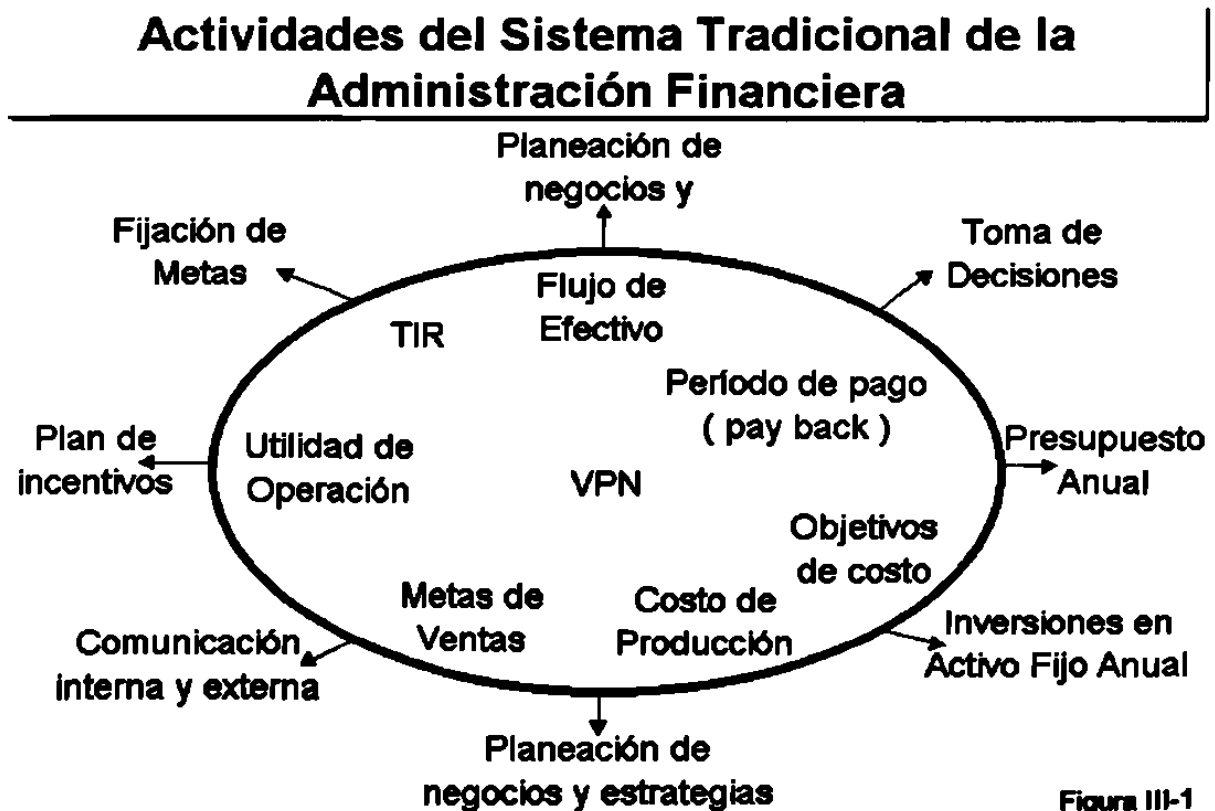 Actividades del Sistema Tradicional de la
Administración Financiera
Planeación de
negocios y
Fijación de
Metas
Toma de
Decisiones
Flujo de
Efectivo
TIR
Período de pago
( pay back )
Plan de
incentivos
Utilidad de
Operación
VPN
Presupuesto
Anual
Objetivos
de costo
Metas de
Ventas
Costo de
Producción
Comunicación
interna y externa
Inversiones en
Activo Fijo Anual
Planeación de
negocios y estrategias
Figura III-1